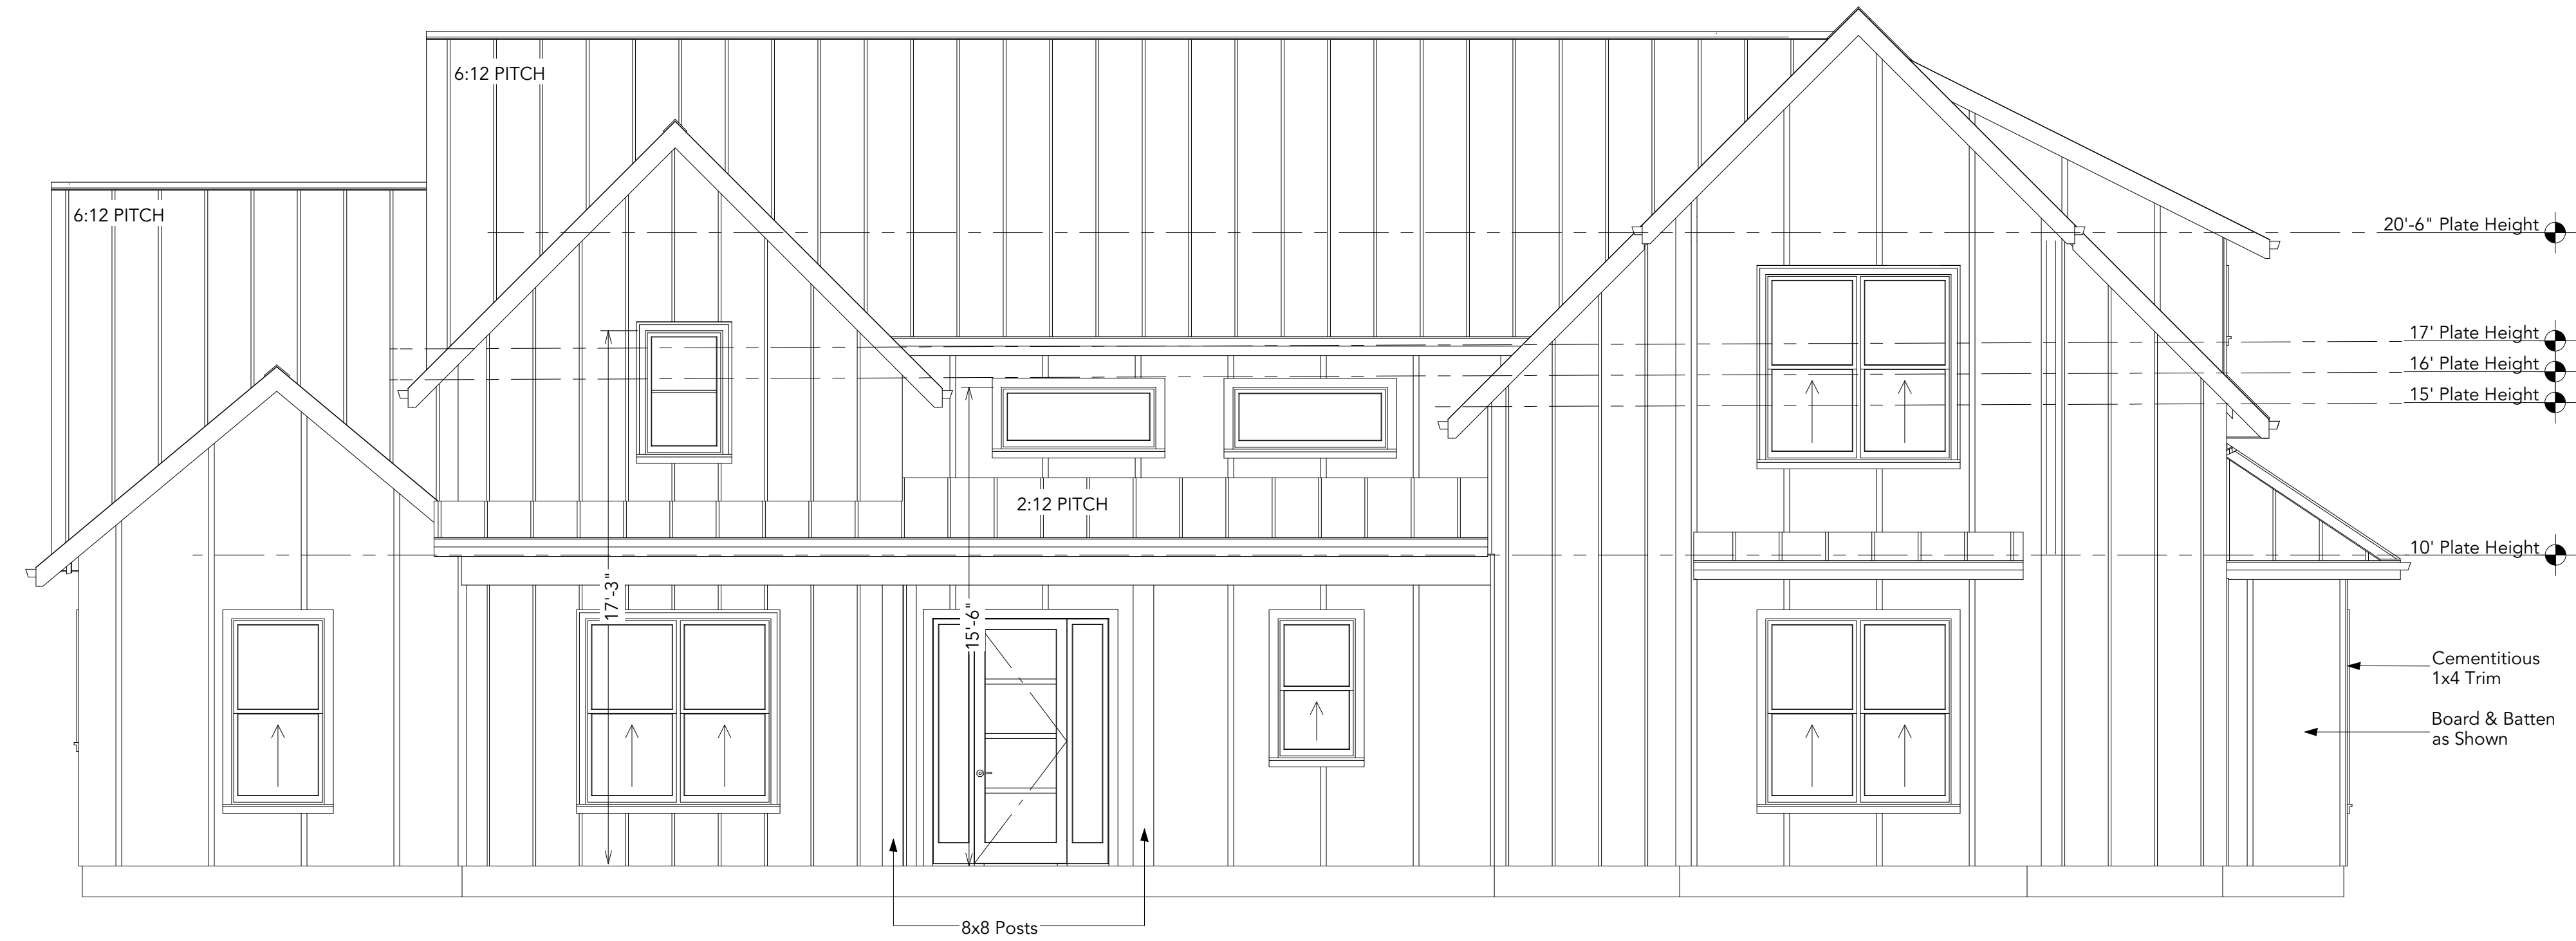 6:12 PITCH
6:12 PITCH
20'-6" Plate Height
17' Plate Height
16' Plate Height
15' Plate Height
2:12 PITCH
10' Plate Height
17'-3"
15'-6"
Cementitious
1x4 Trim
Board & Batten
as Shown
8x8 Posts